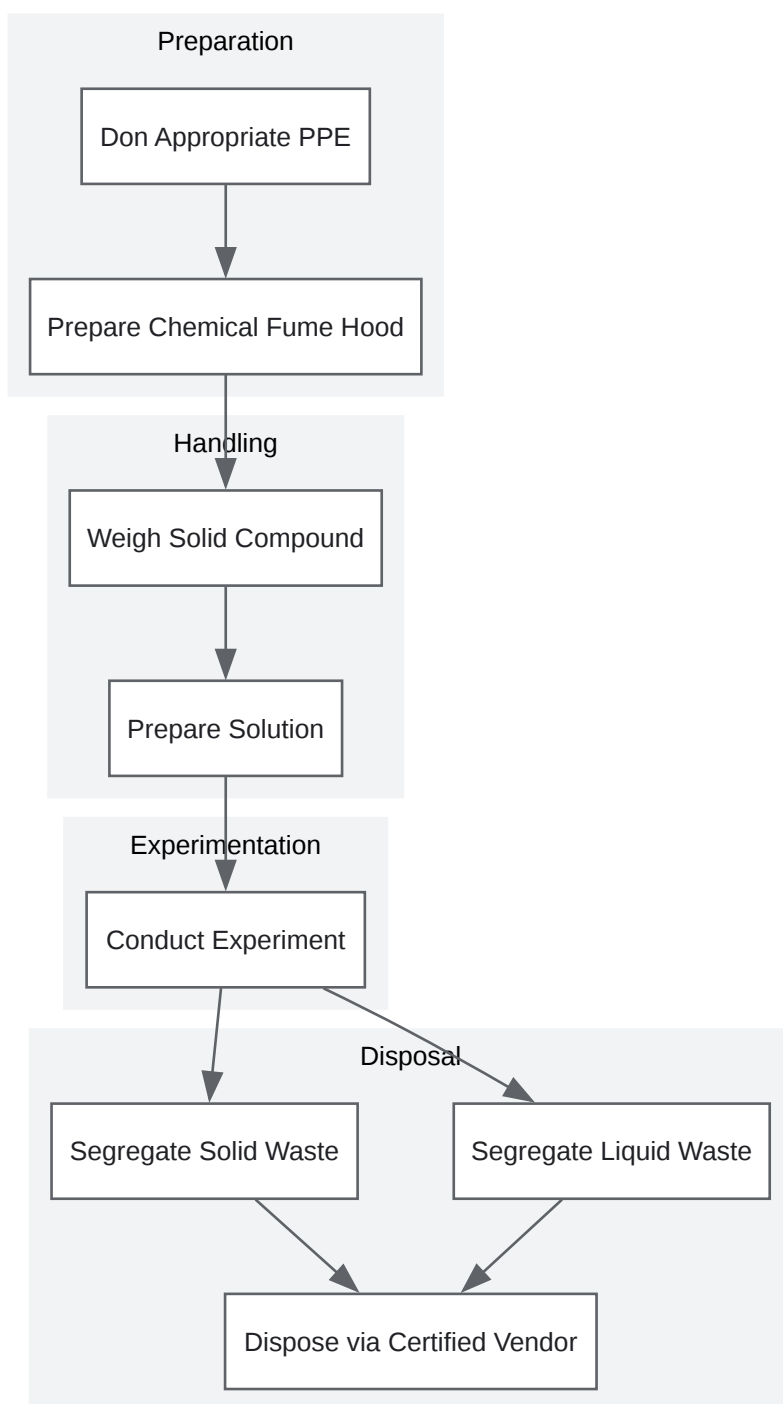 Preparation
Don Appropriate PPE
Prepare Chemical Fume Hood
Handling
Weigh Solid Compound
Prepare Solution
Experimentation
Conduct Experiment
Disposal
Segregate Solid Waste
Segregate Liquid Waste
Dispose via Certified Vendor